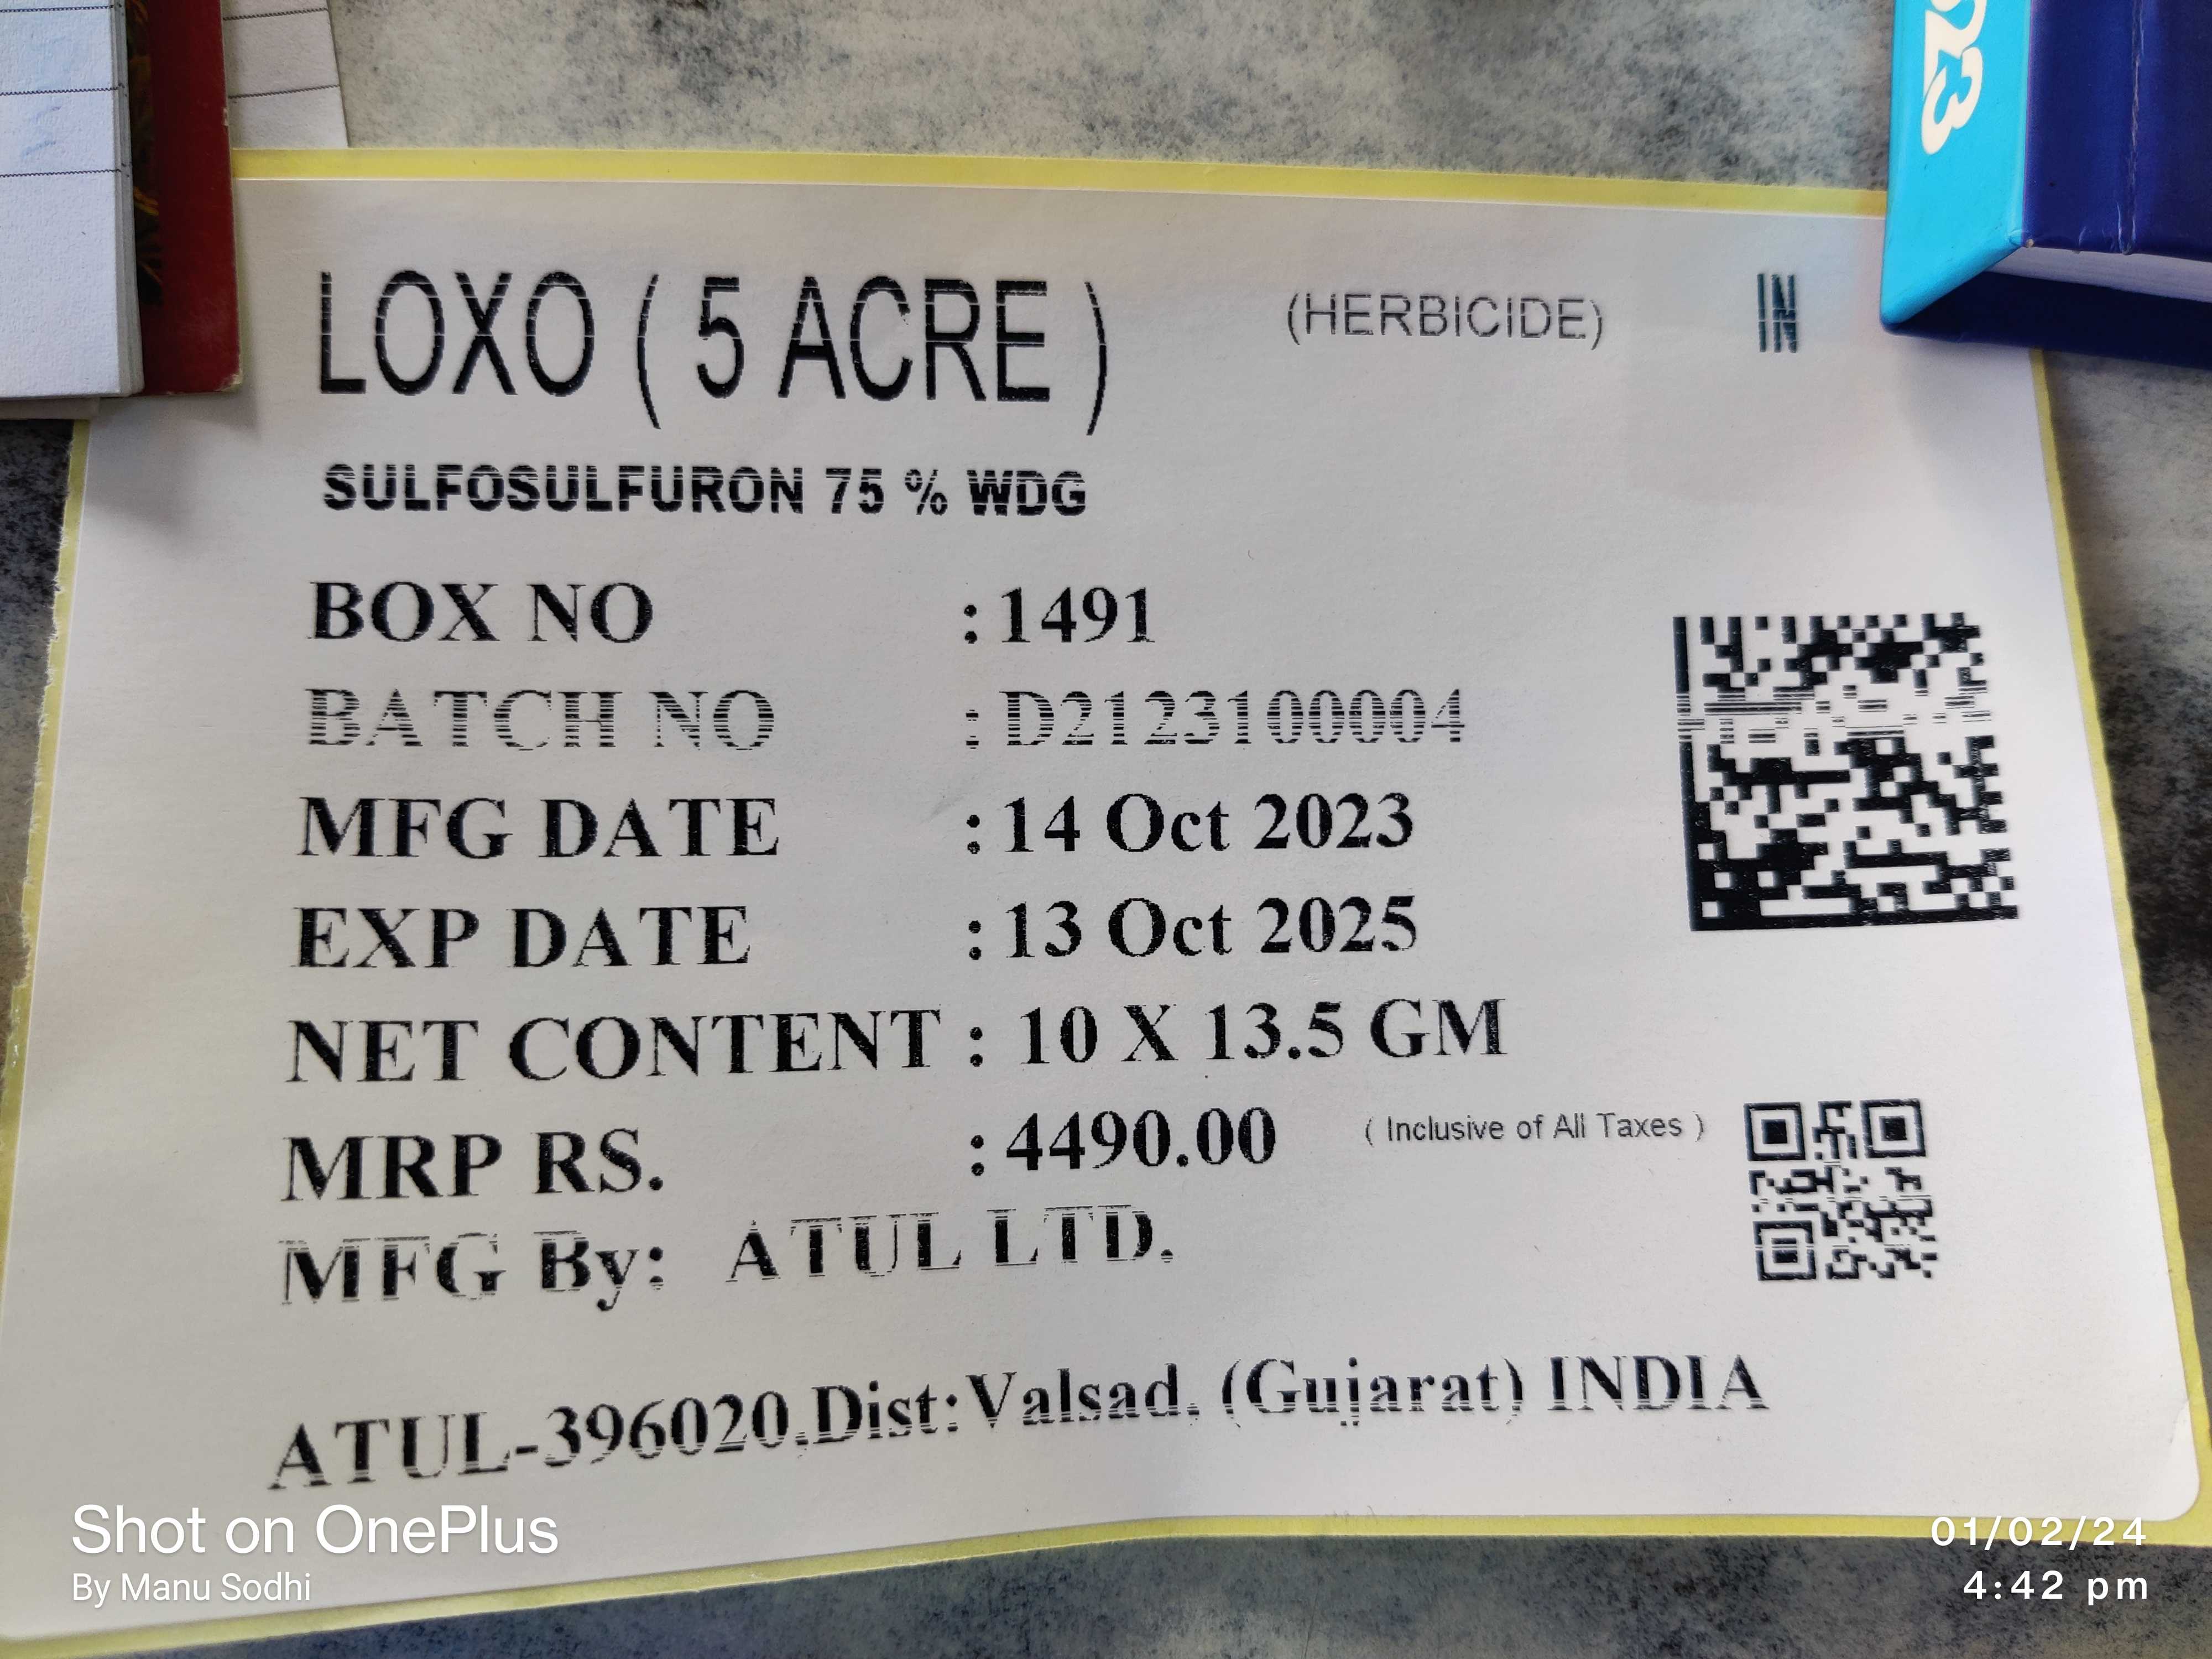 023
LOXO ( 5 ACRE ) (HERBICIDE) IN
SULFOSULFURON 75 % WDG
BOX NO : 1491
BATCH NO : D2123100004
MFG DATE : 14 Oct 2023
EXP DATE : 13 Oct 2025
NET CONTENT : 10 X 13.5 GM
MRP RS. : 4490.00 ( Inclusive of All Taxes )
MFG By: ATUL LTD.
ATUL-396020,Dist:Valsad, (Gujarat) INDIA
Shot on OnePlus
By Manu Sodhi
01/02/24
4:42 pm